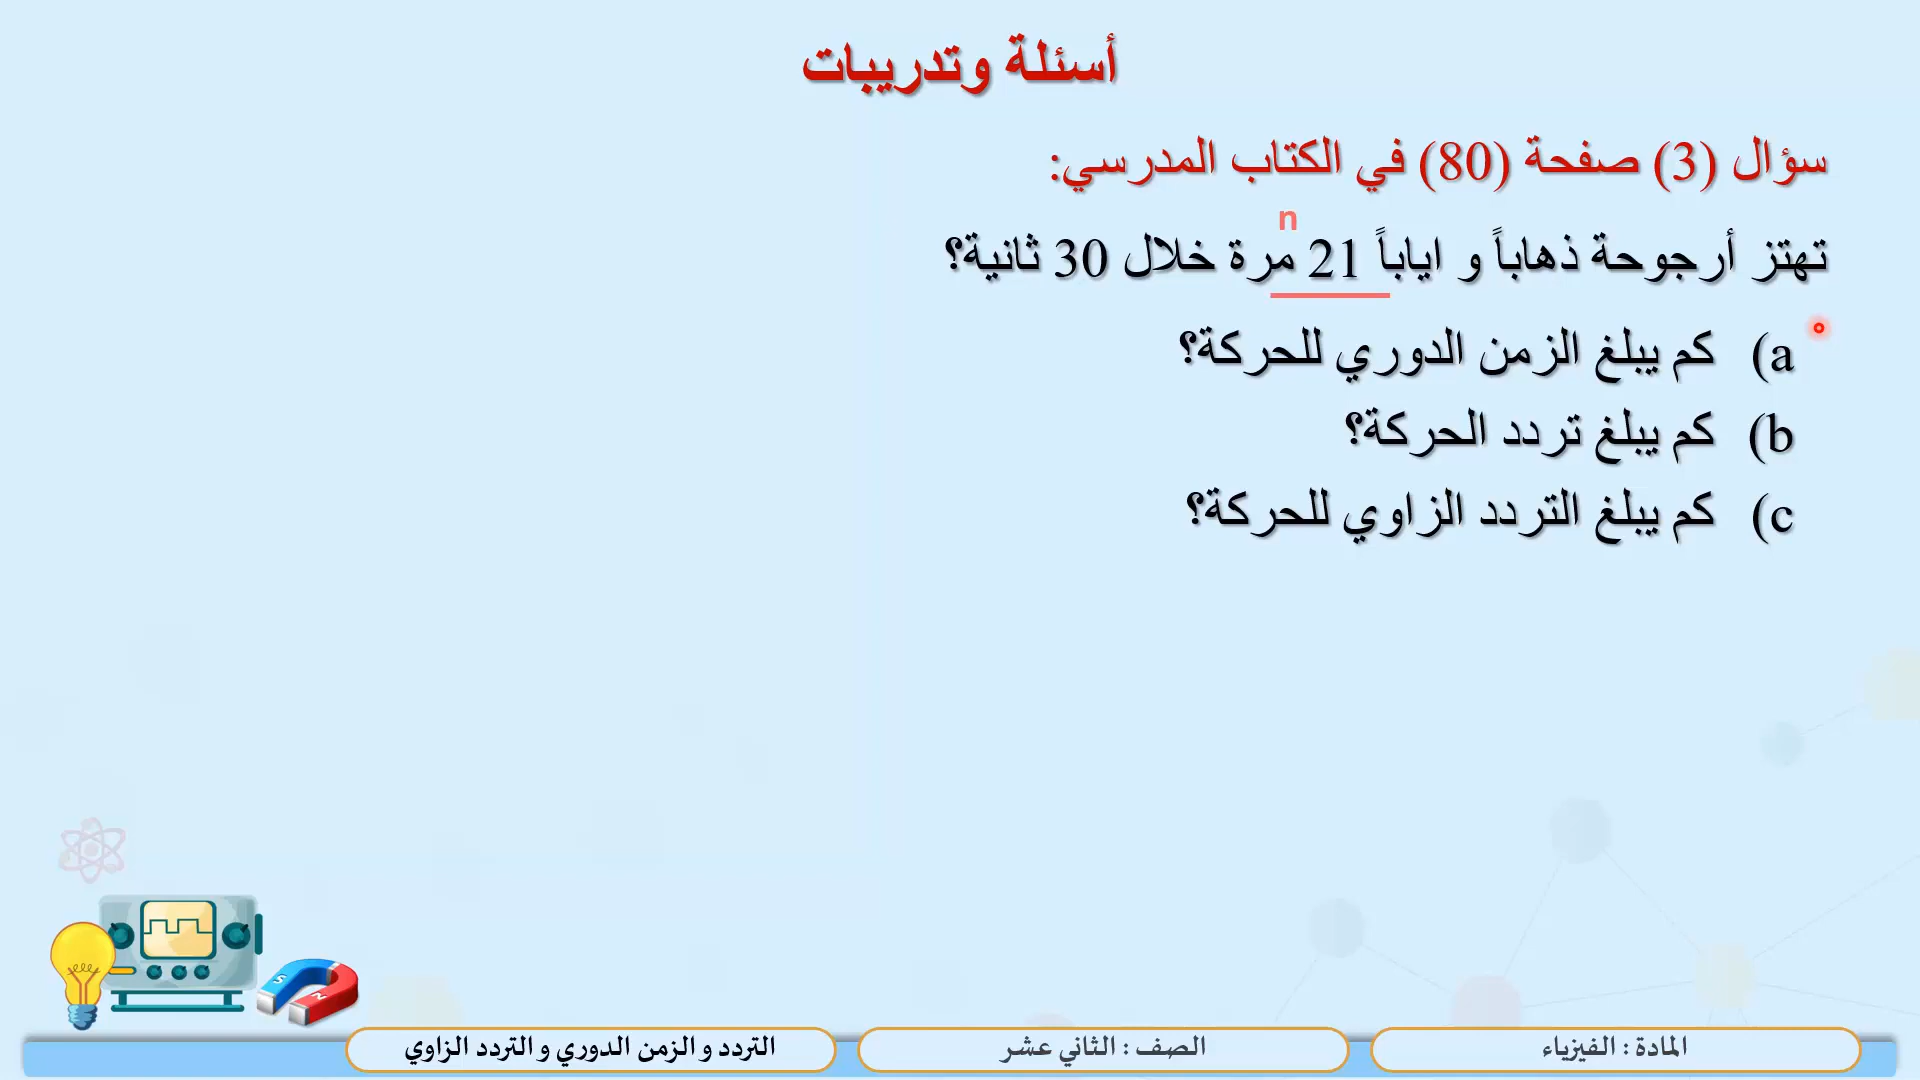 أسئلة وتدريبات
سؤال (3) صفحة (80) في الكتاب المدرسي:
n
تهتز أرجوحة ذهاباً و اياباً 21 مرة خلال 30 ثانية؟
a) كم يبلغ الزمن الدوري للحركة؟
b) كم يبلغ تردد الحركة؟
c) كم يبلغ التردد الزاوي للحركة؟
S
N
المادة : الفيزياء
الصف : الثاني عشر
التردد و الزمن الدوري و التردد الزاوي